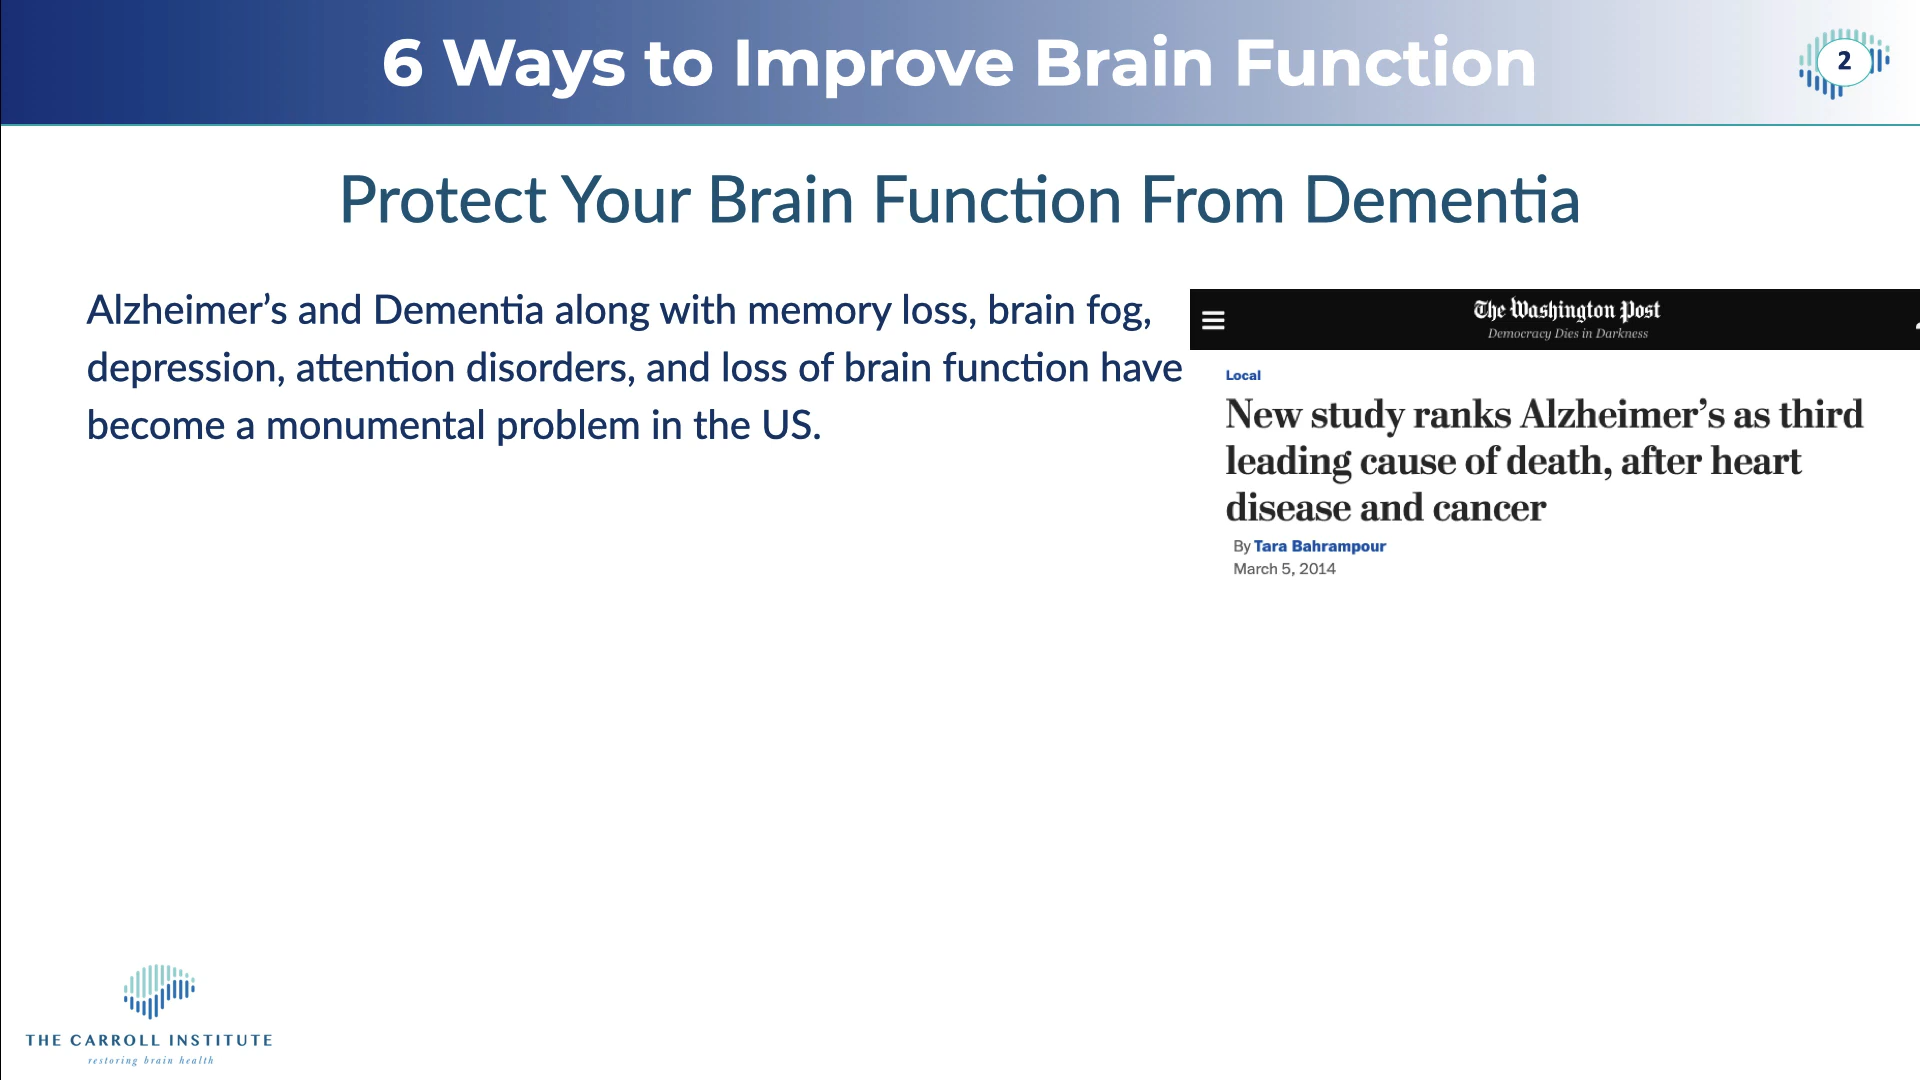 6 Ways to Improve Brain Function
2
Protect Your Brain Function From Dementia
Alzheimer’s and Dementia along with memory loss, brain fog,
depression, attention disorders, and loss of brain function have
become a monumental problem in the US.
The Washington Post
Democracy Dies in Darkness
Local
New study ranks Alzheimer’s as third
leading cause of death, after heart
disease and cancer
By Tara Bahrampour
March 5, 2014
THE CARROLL INSTITUTE
restoring brain health